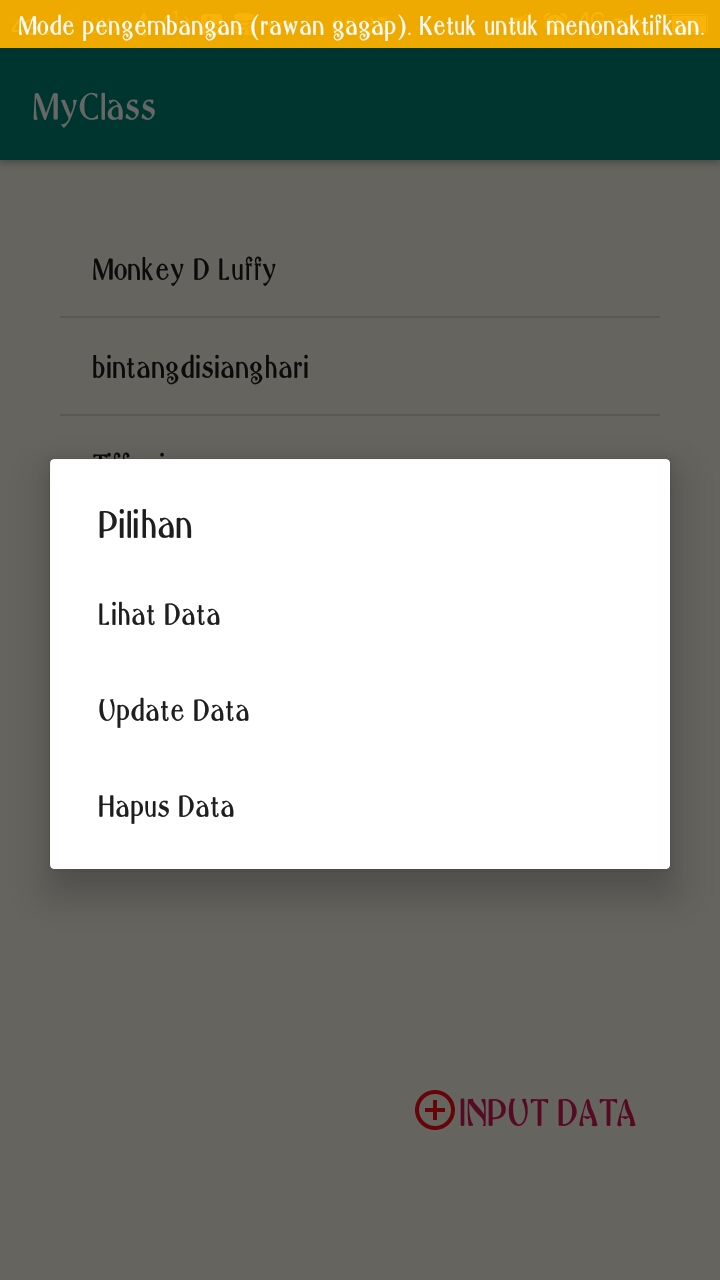 Mode pengembangan (rawan gagap). Ketuk untuk menonaktifkan.
MyClass
Monkey D Luffy
bintangdisianghari
Pilihan
Lihat Data
Update Data
Hapus Data
INPUT DATA